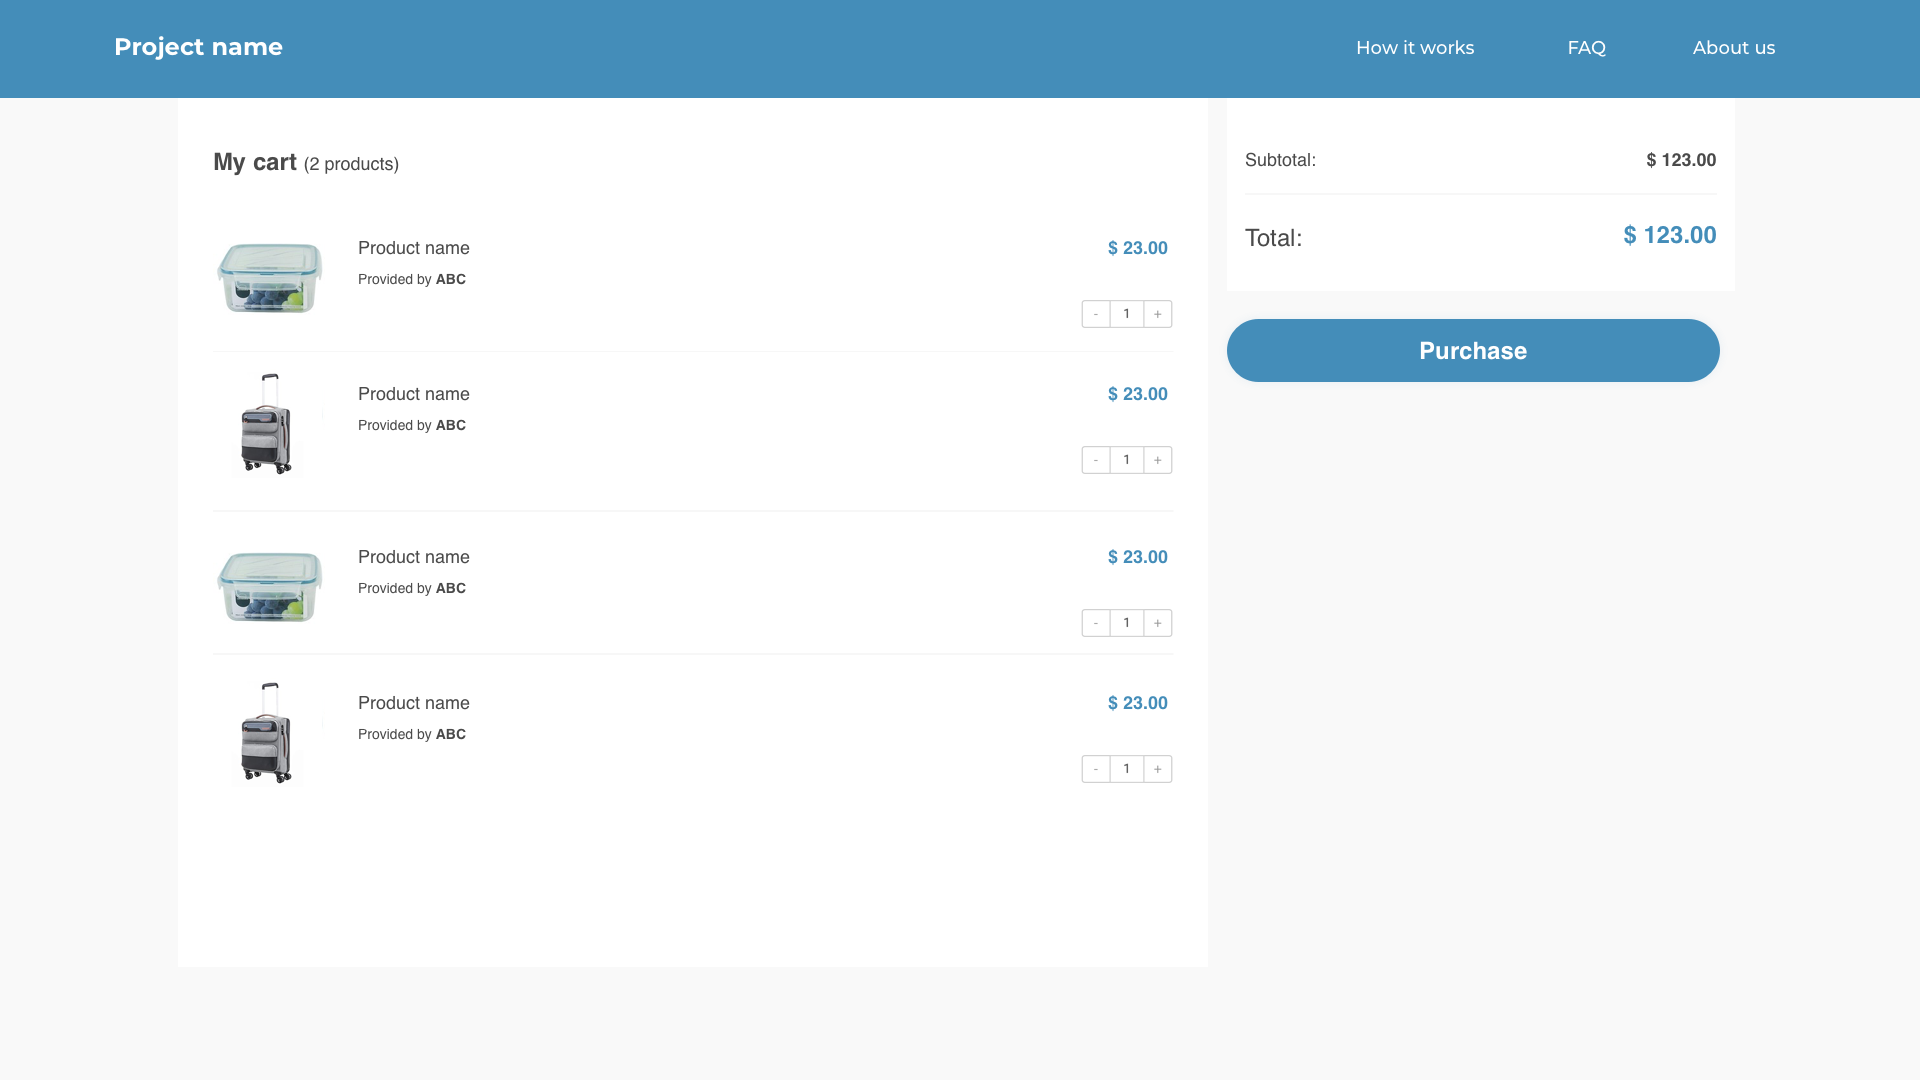 Project name
How it works
FAQ
About us
My cart (2 products)
Product name
$ 23.00
Provided by ABC
- 1 +
Product name
$ 23.00
Provided by ABC
- 1 +
Product name
$ 23.00
Provided by ABC
- 1 +
Product name
$ 23.00
Provided by ABC
- 1 +
Subtotal:
$ 123.00
Total:
$ 123.00
Purchase